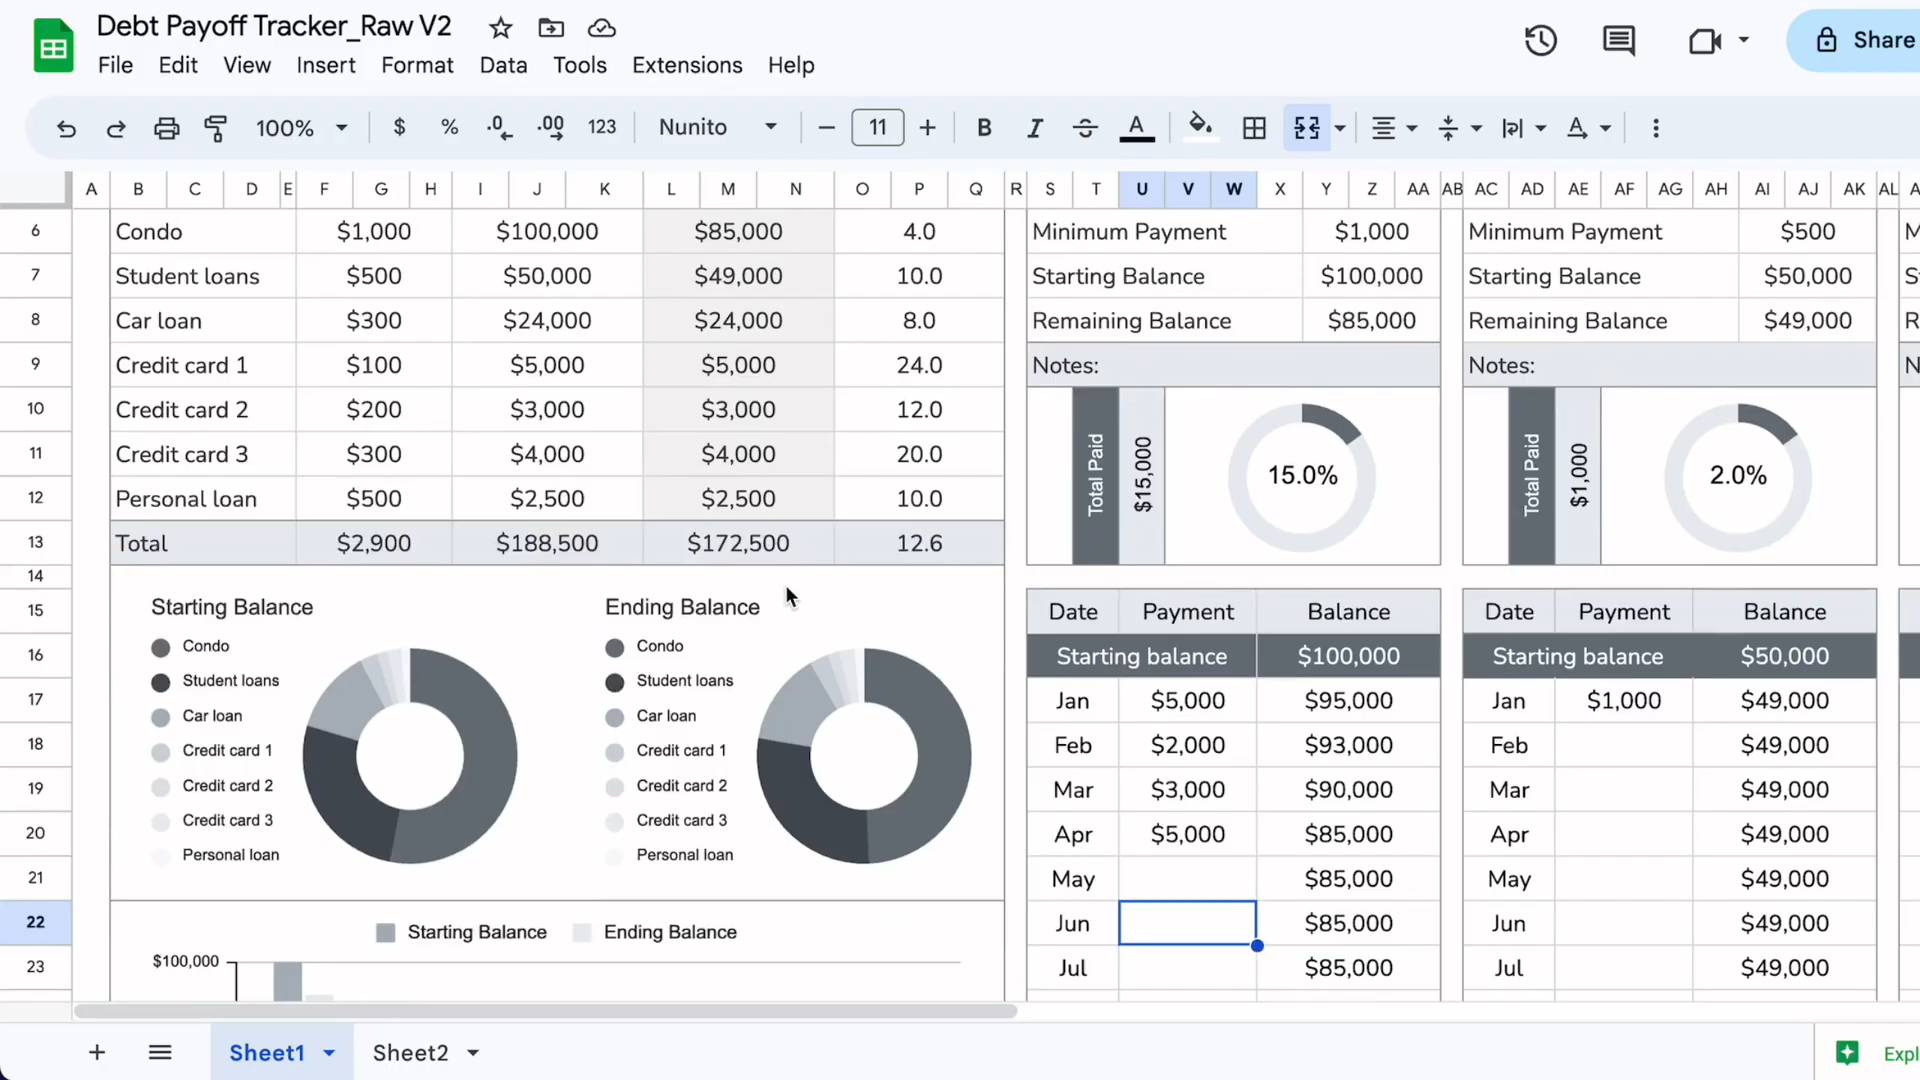 Debt Payoff Tracker_Raw V2
File Edit View Insert Format Data Tools Extensions Help
Share
100% $ % .0 .00 123 Nunito − 11 + B I S A A
A B C D E F G H I J K L M N O P Q R S T U V W X Y Z AA AB AC AD AE AF AG AH AI AJ AK AL
6 Condo $1,000 $100,000 $85,000 4.0 Minimum Payment $1,000 Minimum Payment $500
7 Student loans $500 $50,000 $49,000 10.0 Starting Balance $100,000 Starting Balance $50,000
8 Car loan $300 $24,000 $24,000 8.0 Remaining Balance $85,000 Remaining Balance $49,000
9 Credit card 1 $100 $5,000 $5,000 24.0 Notes: Notes:
10 Credit card 2 $200 $3,000 $3,000 12.0
11 Credit card 3 $300 $4,000 $4,000 20.0 Total Paid $15,000 15.0% Total Paid $1,000 2.0%
12 Personal loan $500 $2,500 $2,500 10.0
13 Total $2,900 $188,500 $172,500 12.6
14
15 Starting Balance Ending Balance Date Payment Balance Date Payment Balance
16 Condo Condo Starting balance $100,000 Starting balance $50,000
Student loans Student loans
17 Car loan Car loan Jan $5,000 $95,000 Jan $1,000 $49,000
18 Credit card 1 Credit card 1 Feb $2,000 $93,000 Feb $49,000
19 Credit card 2 Credit card 2 Mar $3,000 $90,000 Mar $49,000
20 Credit card 3 Credit card 3 Apr $5,000 $85,000 Apr $49,000
Personal loan Personal loan
21 May $85,000 May $49,000
22 Starting Balance Ending Balance Jun $85,000 Jun $49,000
23 $100,000 Jul $85,000 Jul $49,000
Sheet1 Sheet2